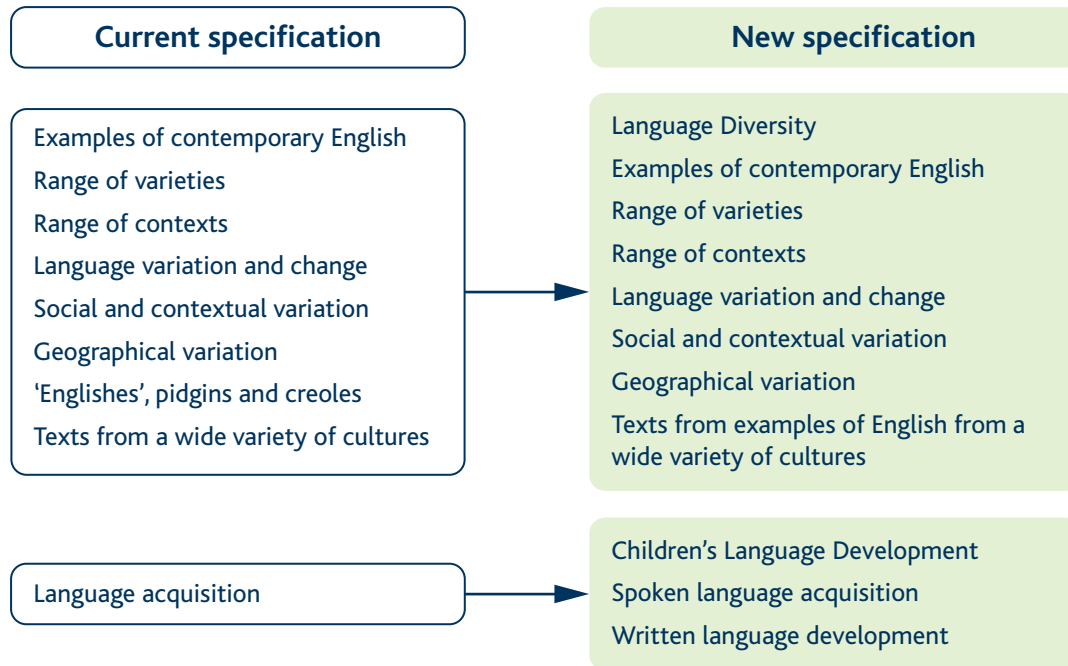 Current specification
New specification
Examples of contemporary English
Range of varieties
Range of contexts
Language variation and change
Social and contextual variation
Geographical variation
‘Englishes’, pidgins and creoles
Texts from a wide variety of cultures
Language Diversity
Examples of contemporary English
Range of varieties
Range of contexts
Language variation and change
Social and contextual variation
Geographical variation
Texts from examples of English from a
wide variety of cultures
Language acquisition
Children’s Language Development
Spoken language acquisition
Written language development